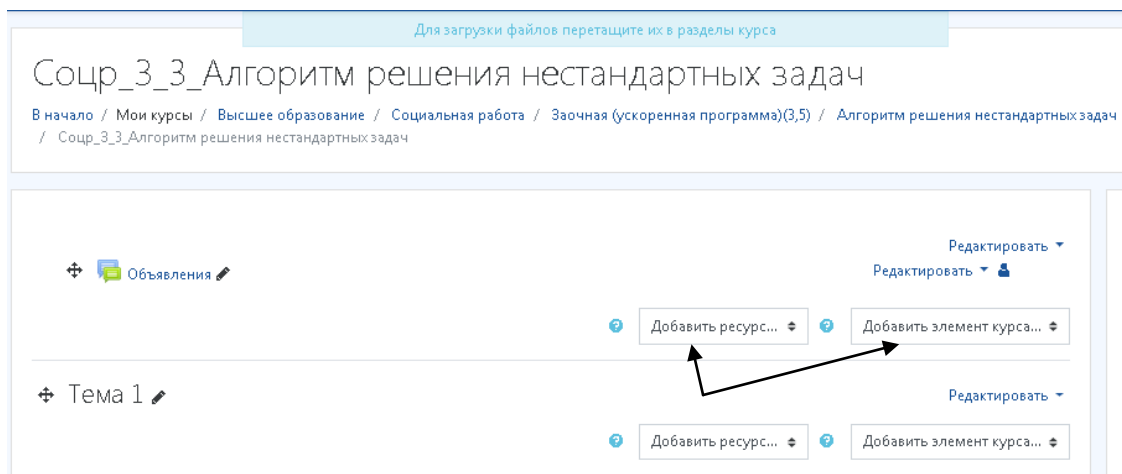 Для загрузки файлов перетащите их в разделы курса
Соцр_3_3_Алгоритм решения нестандартных задач
В начало / Мои курсы / Высшее образование / Социальная работа / Заочная (ускоренная программа)(3,5) / Алгоритм решения нестандартных задач
/ Соцр_3_3_Алгоритм решения нестандартных задач
Редактировать
Объявления
Редактировать
Добавить ресурс... Добавить элемент курса...
Тема 1 Редактировать
Добавить ресурс... Добавить элемент курса...